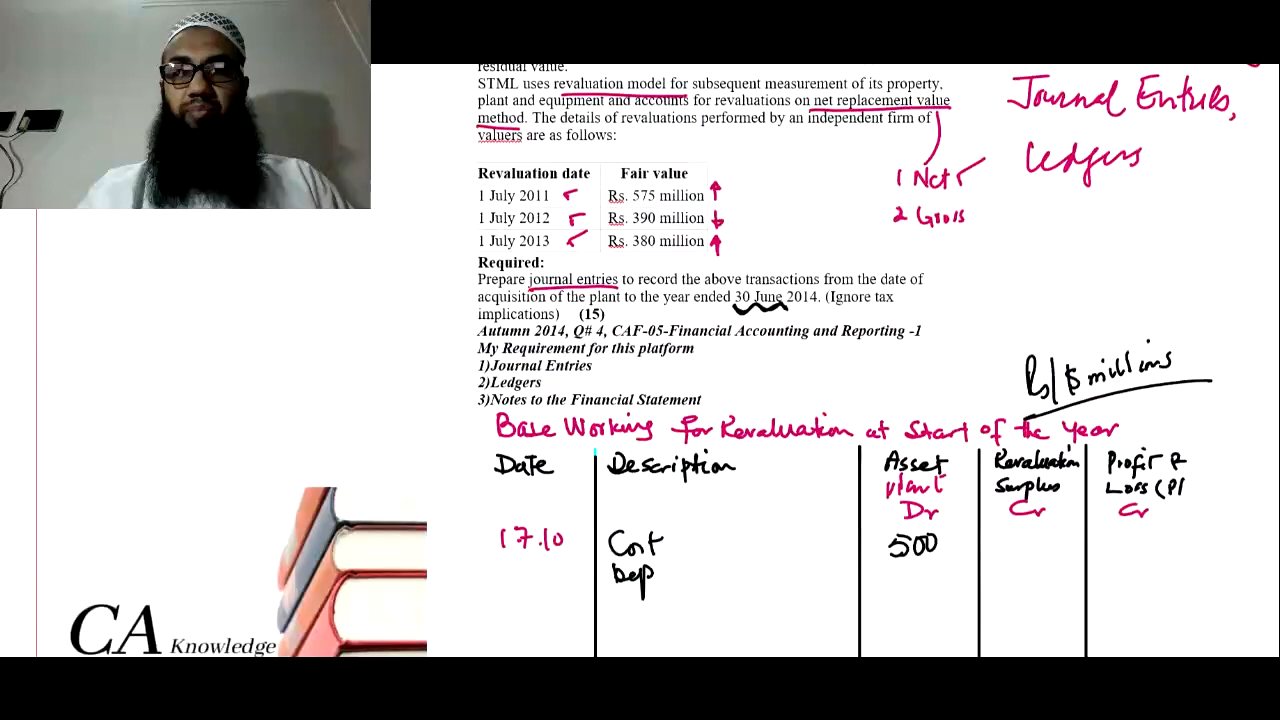 residual value.
STML uses revaluation model for subsequent measurement of its property,
plant and equipment and accounts for revaluations on net replacement value
method. The details of revaluations performed by an independent firm of
valuers are as follows:
Revaluation date Fair value
1 July 2011 Rs. 575 million
1 July 2012 Rs. 390 million
1 July 2013 Rs. 380 million
Required:
Prepare journal entries to record the above transactions from the date of
acquisition of the plant to the year ended 30 June 2014. (Ignore tax
implications) (15)
Autumn 2014, Q# 4, CAF-05-Financial Accounting and Reporting -1
My Requirement for this platform
1)Journal Entries
2)Ledgers
3)Notes to the Financial Statement
Journal Entries,
Ledgers
1 Net
2 Gross
Rs/$ millions
Base Working for Revaluation at Start of the Year
Date Description Asset Revaluation Profit &
Plant Surplus Loss (P/
Dr Cr Cr
1.7.10 Cost 500
Dep
CA Knowledge